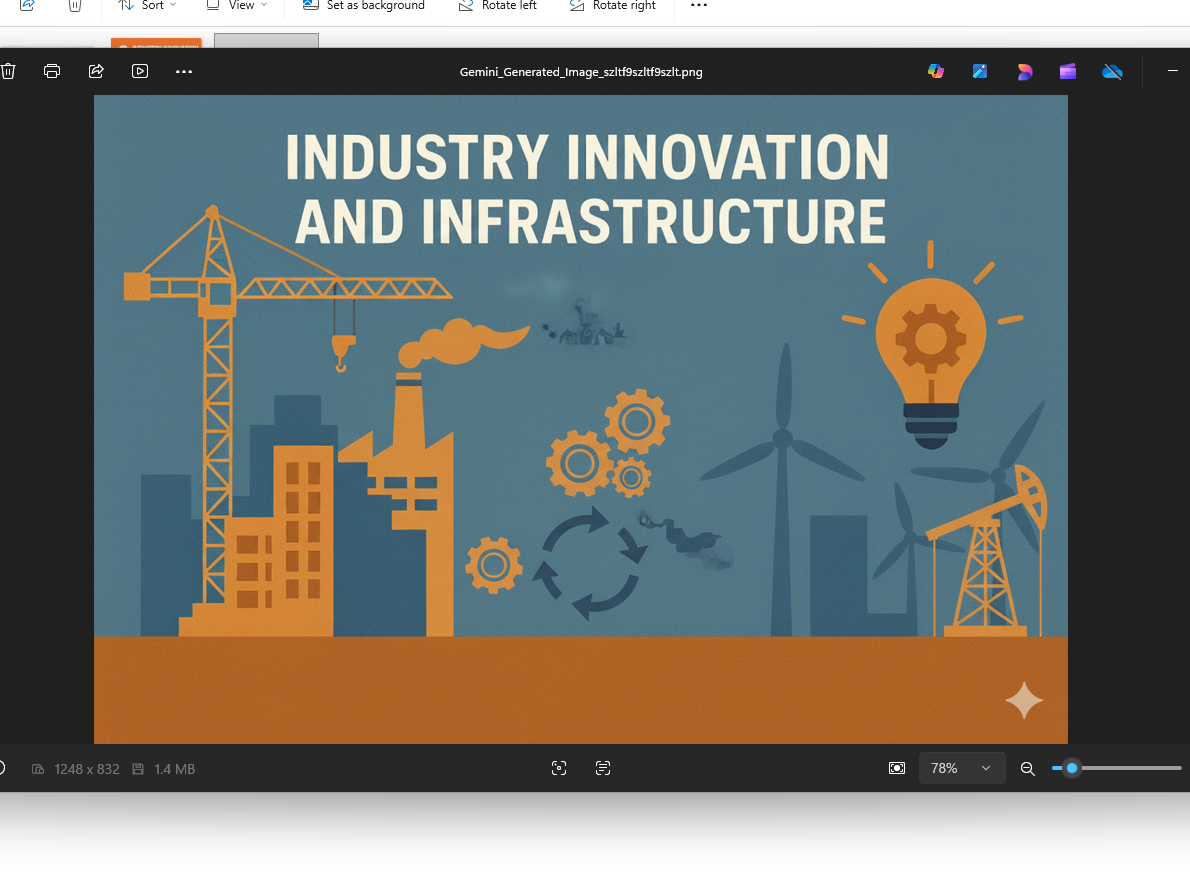 Sort
View
Set as background
Rotate left
Rotate right
Gemini_Generated_Image_szltf9szltf9szlt.png
INDUSTRY INNOVATION
AND INFRASTRUCTURE
1248 x 832
1.4 MB
78%